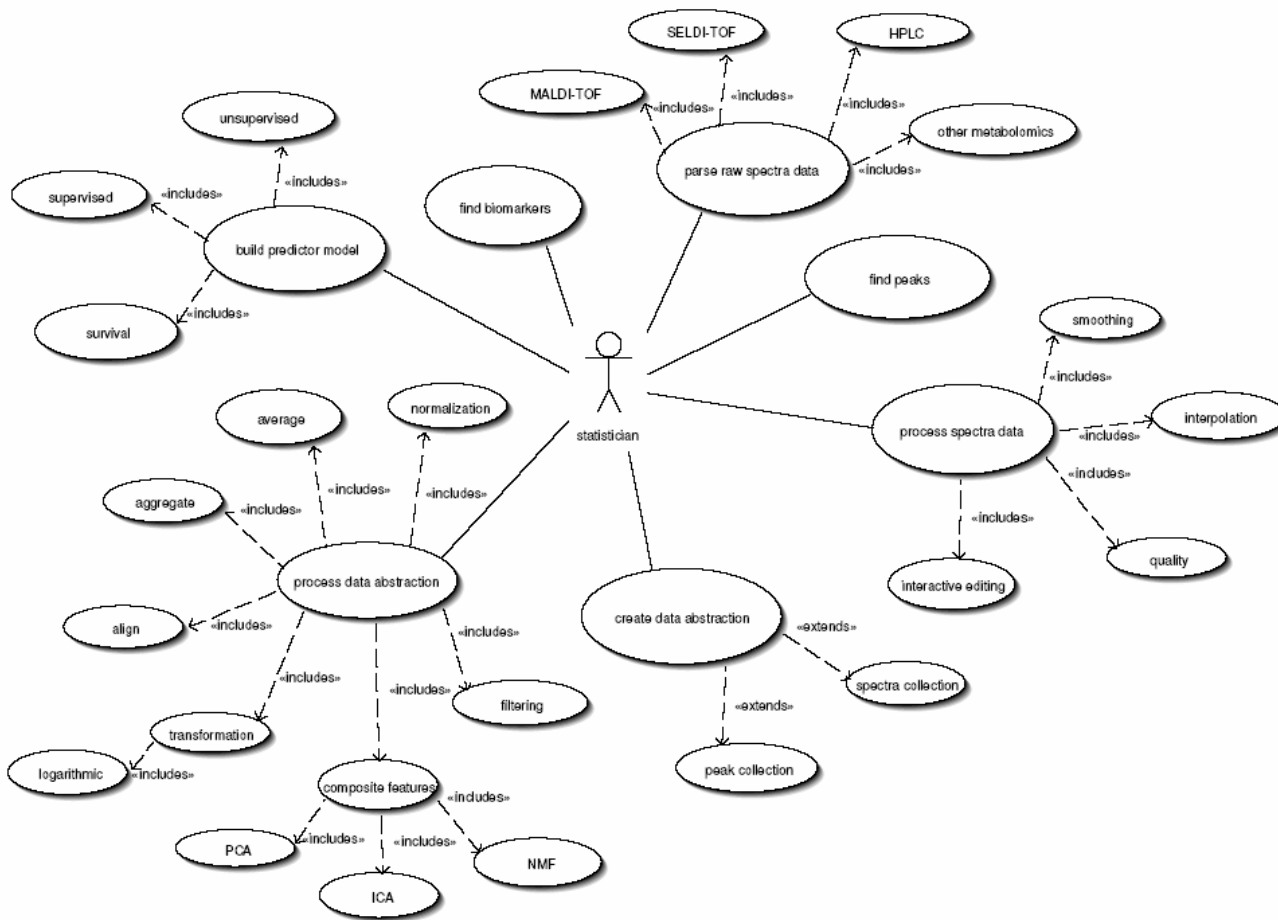 SELDI-TOF
HPLC
MALDI-TOF
«includes»
«includes»
«includes»
unsupervised
other metabolomics
«includes»
parse raw spectra data
supervised
«includes»
«includes»
find biomarkers
build predictor model
find peaks
survival
«includes»
smoothing
«includes»
average
normalization
statistician
process spectra data
«includes»
interpolation
aggregate
«includes»
«includes»
«includes»
«includes»
«includes»
process data abstraction
interactive editing
quality
align
«includes»
«includes»
create data abstraction
«extends»
«includes»
«includes»
filtering
spectra collection
transformation
«extends»
logarithmic
«includes»
peak collection
composite features
«includes»
PCA
«includes»
«includes»
NMF
ICA